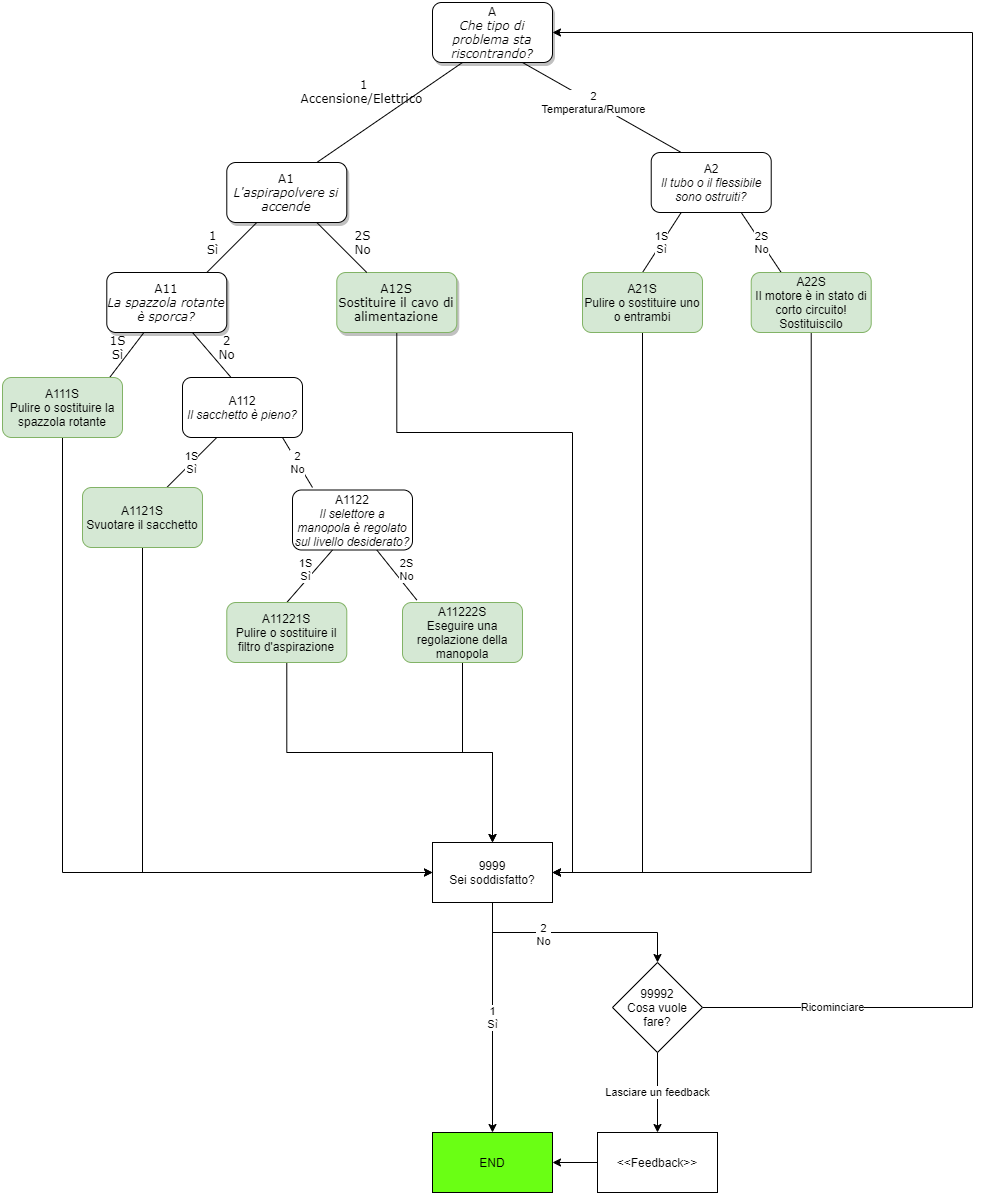 A
Che tipo di
problema sta
riscontrando?
1
Accensione/Elettrico
2
Temperatura/Rumore
A1
L'aspirapolvere si
accende
A2
Il tubo o il flessibile
sono ostruiti?
1
Sì
2S
No
1S
Sì
2S
No
A11
La spazzola rotante
è sporca?
A12S
Sostituire il cavo di
alimentazione
A21S
Pulire o sostituire uno
o entrambi
A22S
Il motore è in stato di
corto circuito!
Sostituiscilo
1S
Sì
2
No
A111S
Pulire o sostituire la
spazzola rotante
A112
Il sacchetto è pieno?
1S
Sì
2
No
A1121S
Svuotare il sacchetto
A1122
Il selettore a
manopola è regolato
sul livello desiderato?
1S
Sì
2S
No
A11221S
Pulire o sostituire il
filtro d'aspirazione
A11222S
Eseguire una
regolazione della
manopola
9999
Sei soddisfatto?
2
No
1
Sì
99992
Cosa vuole
fare?
Ricominciare
Lasciare un feedback
END
<<Feedback>>